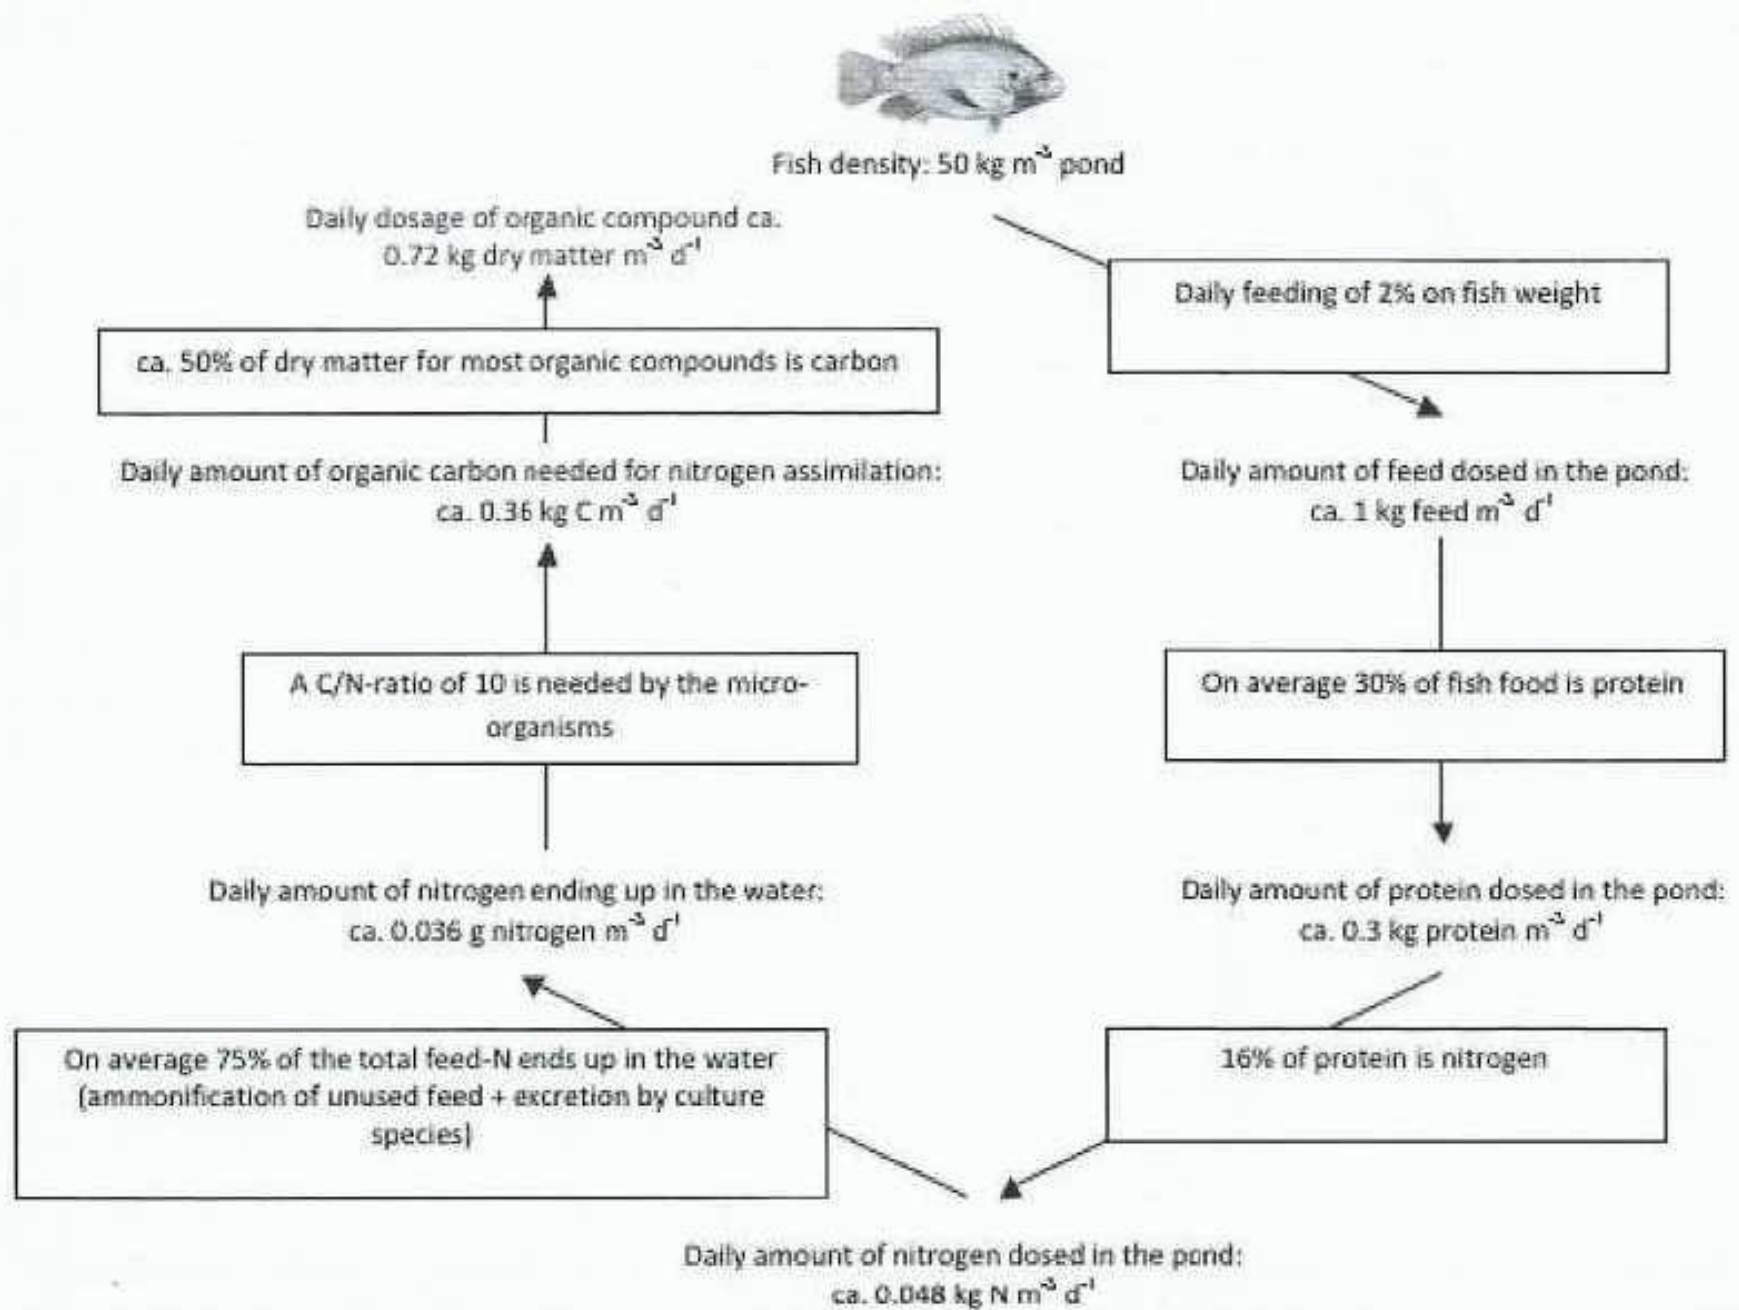 Fish density: 50 kg m⁻³ pond
Daily feeding of 2% on fish weight
Daily amount of feed dosed in the pond:
ca. 1 kg feed m⁻³ d⁻¹
On average 30% of fish food is protein
Daily amount of protein dosed in the pond:
ca. 0.3 kg protein m⁻³ d⁻¹
16% of protein is nitrogen
Daily amount of nitrogen dosed in the pond:
ca. 0.048 kg N m⁻³ d⁻¹
On average 75% of the total feed-N ends up in the water
(ammonification of unused feed + excretion by culture
species)
Daily amount of nitrogen ending up in the water:
ca. 0.036 g nitrogen m⁻³ d⁻¹
A C/N-ratio of 10 is needed by the micro-
organisms
Daily amount of organic carbon needed for nitrogen assimilation:
ca. 0.36 kg C m⁻³ d⁻¹
ca. 50% of dry matter for most organic compounds is carbon
Daily dosage of organic compound ca.
0.72 kg dry matter m⁻³ d⁻¹